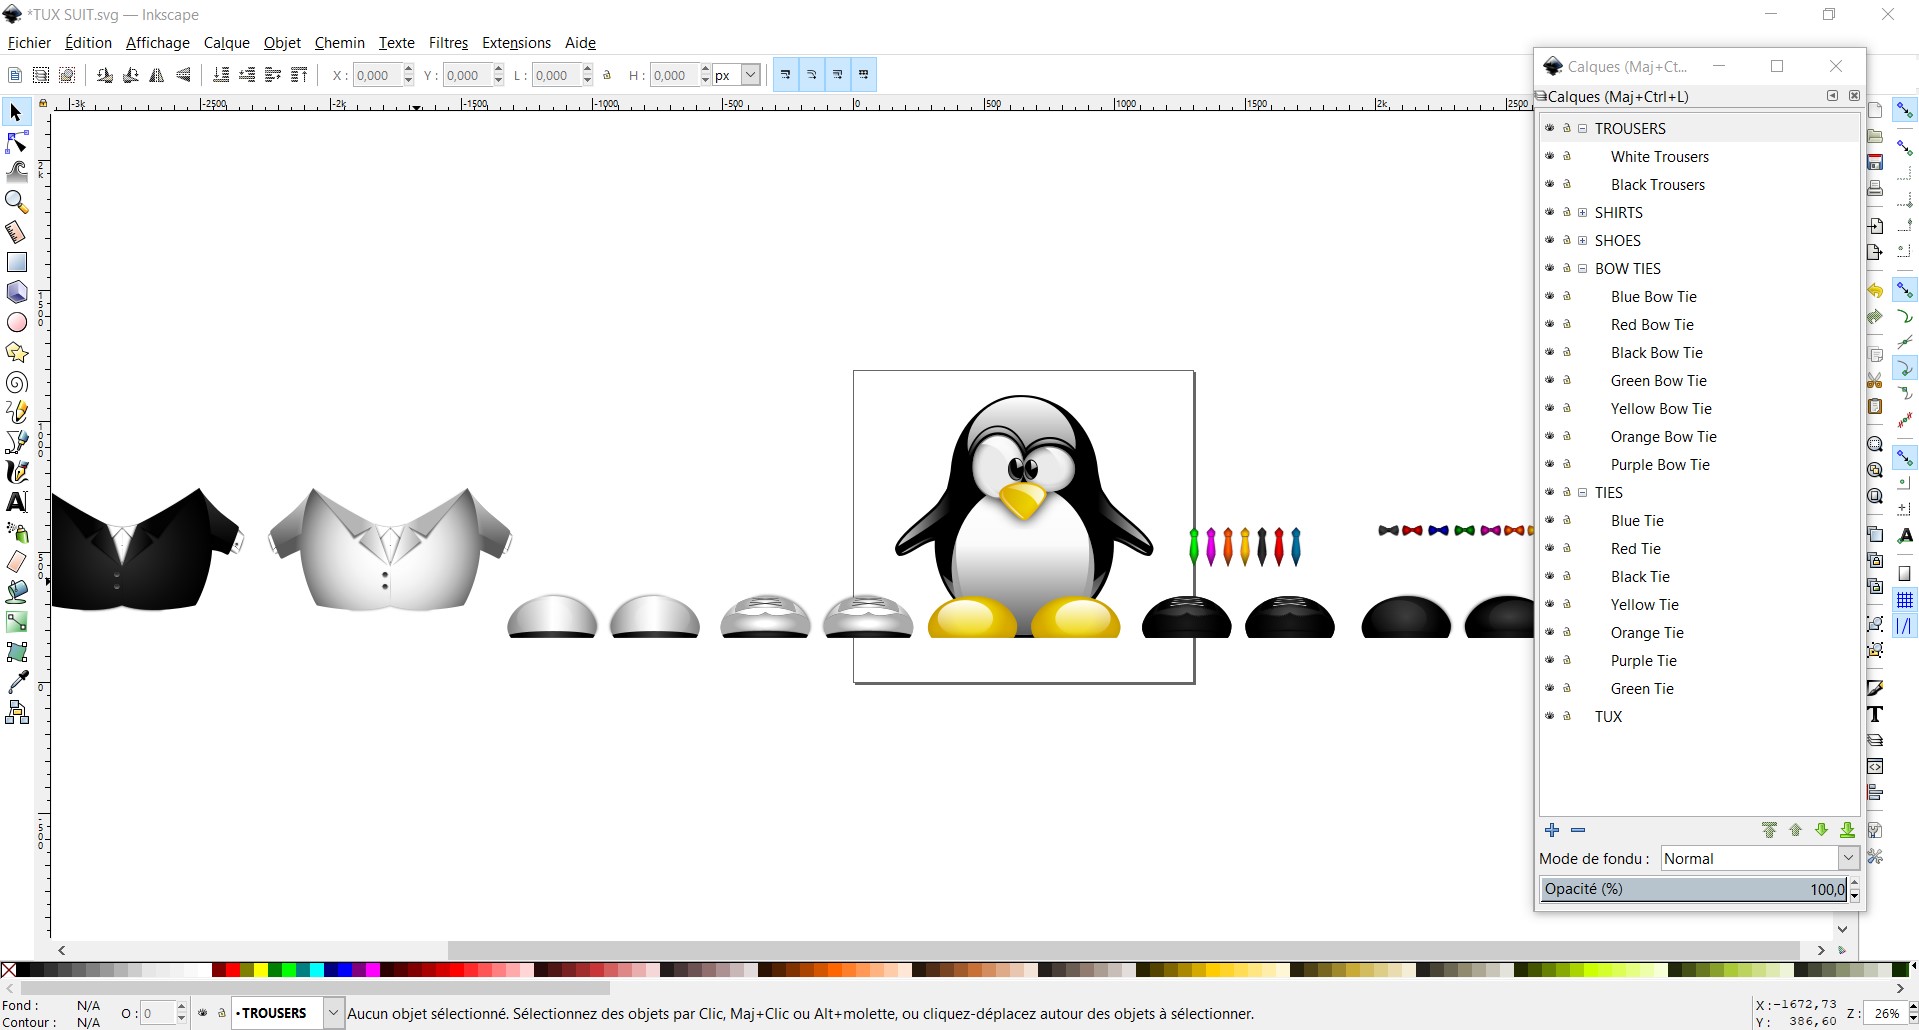 *TUX SUIT.svg — Inkscape
Fichier Édition Affichage Calque Objet Chemin Texte Filtres Extensions Aide
X : 0,000 Y : 0,000 L : 0,000 H : 0,000 px
-3k -2500 -2k -1500 -1000 -500 0 500 1000 1500 2k 2500
2k
1500
1000
500
0
-500
Calques (Maj+Ct...
Calques (Maj+Ctrl+L)
TROUSERS
White Trousers
Black Trousers
SHIRTS
SHOES
BOW TIES
Blue Bow Tie
Red Bow Tie
Black Bow Tie
Green Bow Tie
Yellow Bow Tie
Orange Bow Tie
Purple Bow Tie
TIES
Blue Tie
Red Tie
Black Tie
Yellow Tie
Orange Tie
Purple Tie
Green Tie
TUX
Mode de fondu : Normal
Opacité (%) 100,0
Fond : N/A
Contour : N/A
O : 0
•TROUSERS
Aucun objet sélectionné. Sélectionnez des objets par Clic, Maj+Clic ou Alt+molette, ou cliquez-déplacez autour des objets à sélectionner.
X:-1672,73
Y: 386,60
Z : 26%